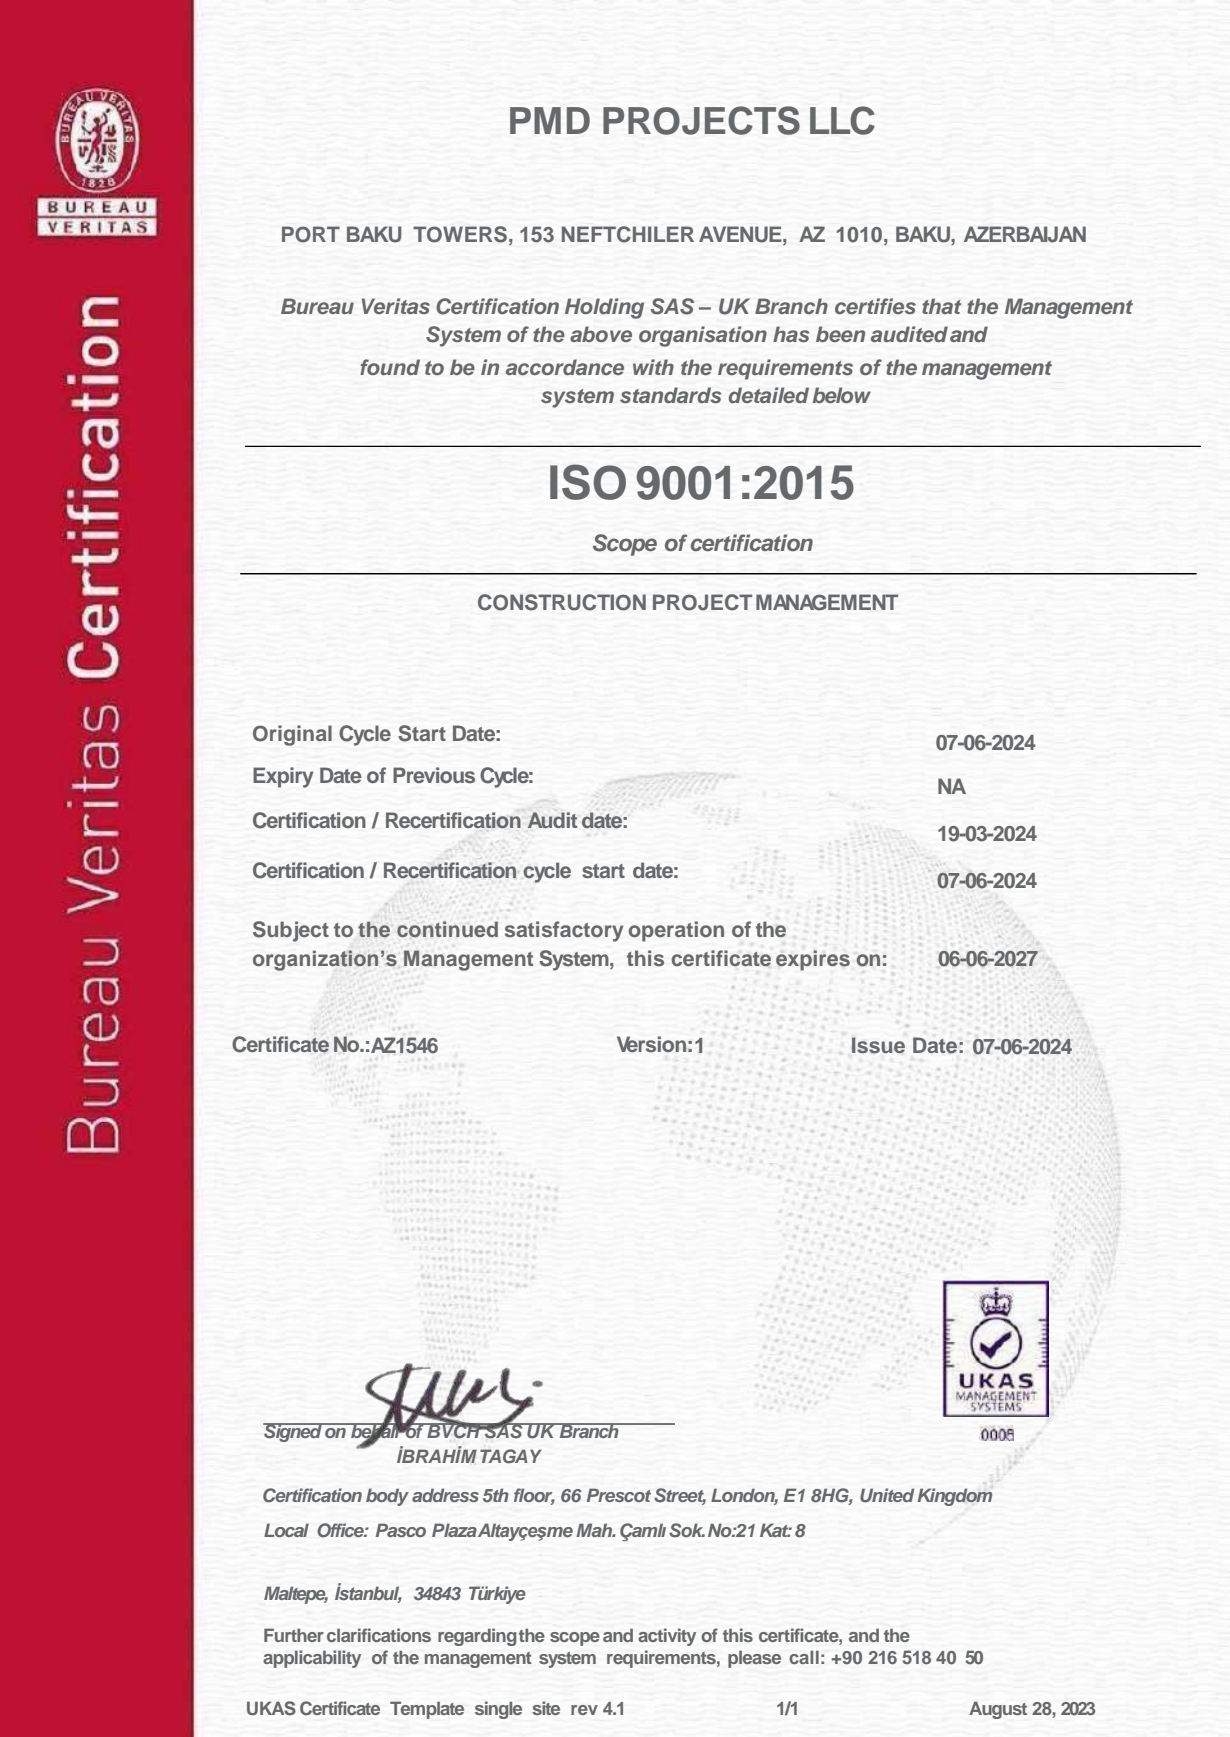 BUREAU VERITAS
1828
BUREAU
VERITAS
Bureau Veritas Certification
PMD PROJECTS LLC
PORT BAKU TOWERS, 153 NEFTCHILER AVENUE, AZ 1010, BAKU, AZERBAIJAN
Bureau Veritas Certification Holding SAS – UK Branch certifies that the Management
System of the above organisation has been audited and
found to be in accordance with the requirements of the management
system standards detailed below
ISO 9001:2015
Scope of certification
CONSTRUCTION PROJECT MANAGEMENT
Original Cycle Start Date: 07-06-2024
Expiry Date of Previous Cycle: NA
Certification / Recertification Audit date: 19-03-2024
Certification / Recertification cycle start date: 07-06-2024
Subject to the continued satisfactory operation of the
organization’s Management System, this certificate expires on: 06-06-2027
Certificate No.:AZ1546 Version:1 Issue Date: 07-06-2024
UKAS
MANAGEMENT
SYSTEMS
0008
Signed on behalf of BVCH SAS UK Branch
İBRAHİM TAGAY
Certification body address 5th floor, 66 Prescot Street, London, E1 8HG, United Kingdom
Local Office: Pasco Plaza Altayçeşme Mah. Çamlı Sok. No:21 Kat: 8
Maltepe, İstanbul, 34843 Türkiye
Further clarifications regarding the scope and activity of this certificate, and the
applicability of the management system requirements, please call: +90 216 518 40 50
UKAS Certificate Template single site rev 4.1 1/1 August 28, 2023